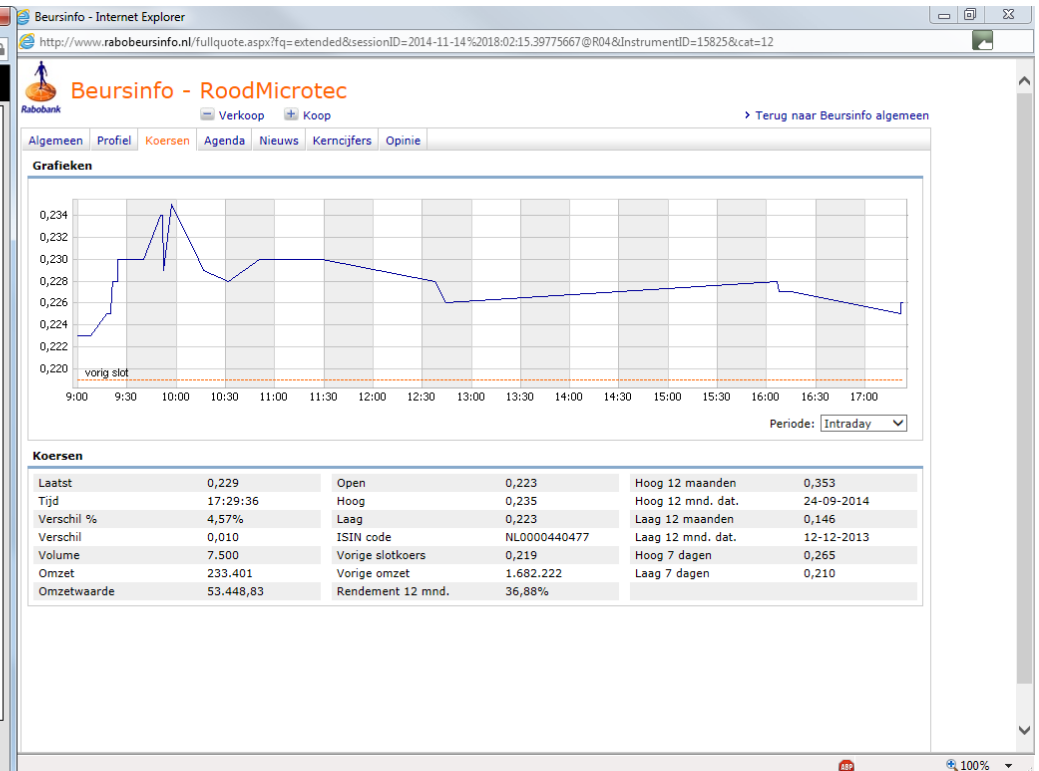 Beursinfo - Internet Explorer
http://www.rabobeursinfo.nl/fullquote.aspx?fq=extended&sessionID=2014-11-14%2018:02:15.39775667@R04&InstrumentID=15825&cat=12
Rabobank
Beursinfo - RoodMicrotec
Verkoop Koop
Terug naar Beursinfo algemeen
Algemeen Profiel Koersen Agenda Nieuws Kerncijfers Opinie
Grafieken
0,234
0,232
0,230
0,228
0,226
0,224
0,222
0,220
vorig slot
9:00 9:30 10:00 10:30 11:00 11:30 12:00 12:30 13:00 13:30 14:00 14:30 15:00 15:30 16:00 16:30 17:00
Periode: Intraday
Koersen
Laatst 0,229 Open 0,223 Hoog 12 maanden 0,353
Tijd 17:29:36 Hoog 0,235 Hoog 12 mnd. dat. 24-09-2014
Verschil % 4,57% Laag 0,223 Laag 12 maanden 0,146
Verschil 0,010 ISIN code NL0000440477 Laag 12 mnd. dat. 12-12-2013
Volume 7.500 Vorige slotkoers 0,219 Hoog 7 dagen 0,265
Omzet 233.401 Vorige omzet 1.682.222 Laag 7 dagen 0,210
Omzetwaarde 53.448,83 Rendement 12 mnd. 36,88%
ABP
100%